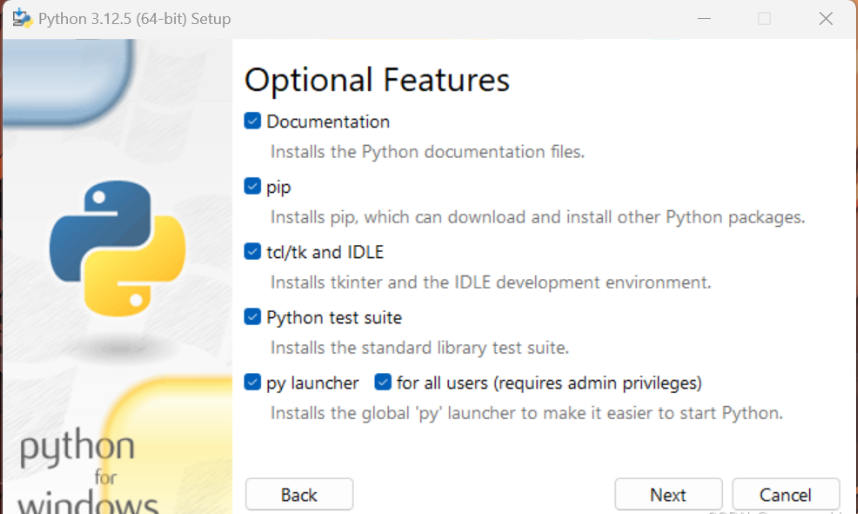 Python 3.12.5 (64-bit) Setup
Optional Features
Documentation
Installs the Python documentation files.
pip
Installs pip, which can download and install other Python packages.
tcl/tk and IDLE
Installs tkinter and the IDLE development environment.
Python test suite
Installs the standard library test suite.
py launcher for all users (requires admin privileges)
Installs the global 'py' launcher to make it easier to start Python.
python
for
windows
Back Next Cancel